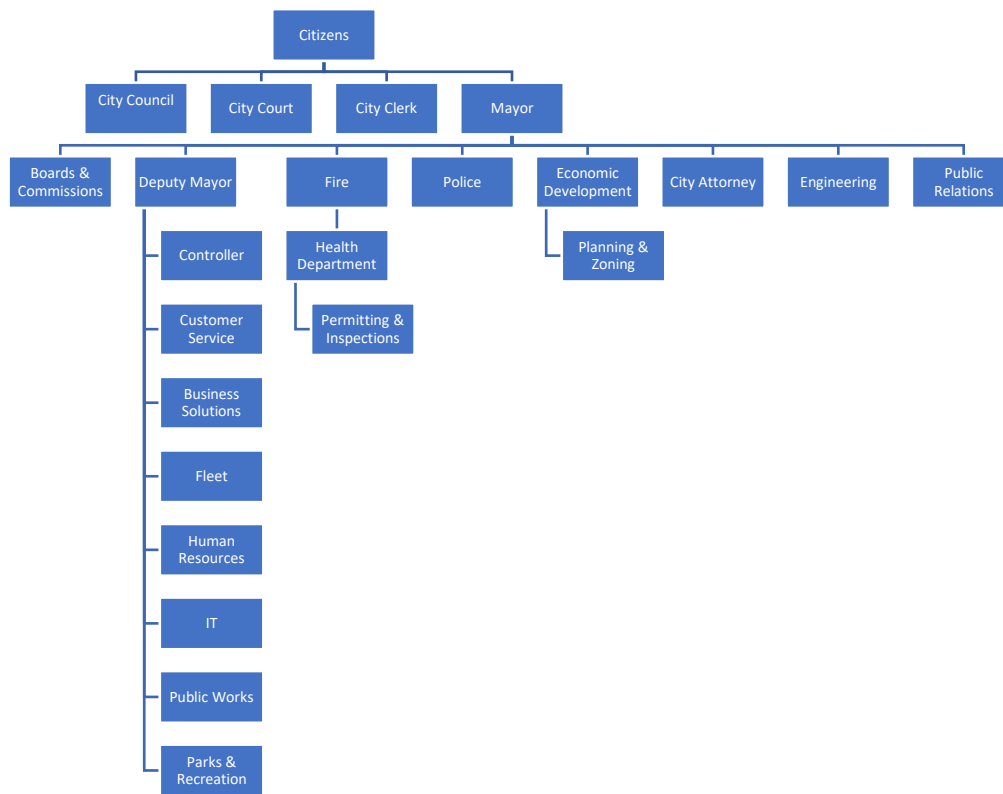 Citizens
City Council
City Court
City Clerk
Mayor
Boards &
Commissions
Deputy Mayor
Fire
Police
Economic
Development
City Attorney
Engineering
Public
Relations
Controller
Health
Department
Planning &
Zoning
Customer
Service
Permitting &
Inspections
Business
Solutions
Fleet
Human
Resources
IT
Public Works
Parks &
Recreation